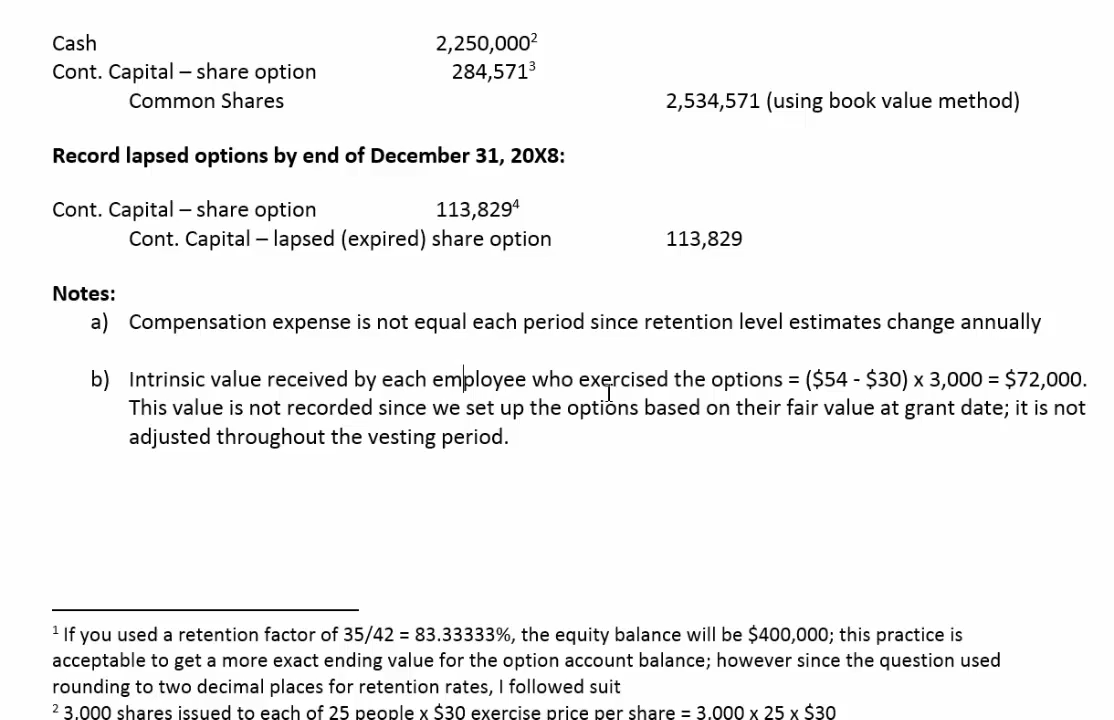 Cash 2,250,000²
Cont. Capital – share option 284,571³
Common Shares 2,534,571 (using book value method)
Record lapsed options by end of December 31, 20X8:
Cont. Capital – share option 113,829⁴
Cont. Capital – lapsed (expired) share option 113,829
Notes:
a) Compensation expense is not equal each period since retention level estimates change annually
b) Intrinsic value received by each employee who exercised the options = ($54 - $30) x 3,000 = $72,000.
This value is not recorded since we set up the options based on their fair value at grant date; it is not
adjusted throughout the vesting period.
¹ If you used a retention factor of 35/42 = 83.33333%, the equity balance will be $400,000; this practice is
acceptable to get a more exact ending value for the option account balance; however since the question used
rounding to two decimal places for retention rates, I followed suit
² 3,000 shares issued to each of 25 people x $30 exercise price per share = 3,000 x 25 x $30